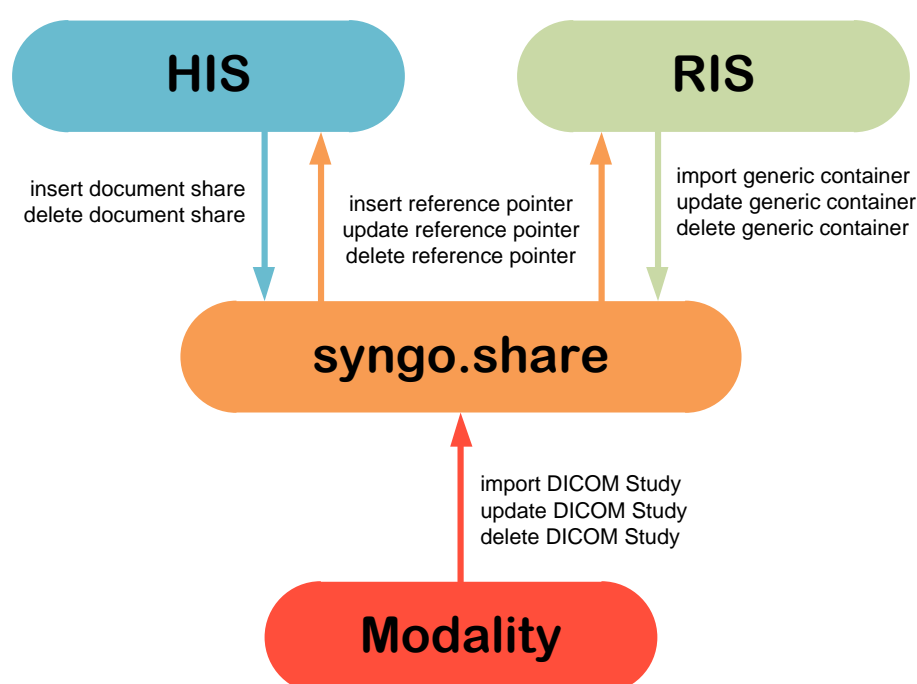 HIS
RIS
insert document share
delete document share
insert reference pointer
update reference pointer
delete reference pointer
import generic container
update generic container
delete generic container
syngo.share
import DICOM Study
update DICOM Study
delete DICOM Study
Modality